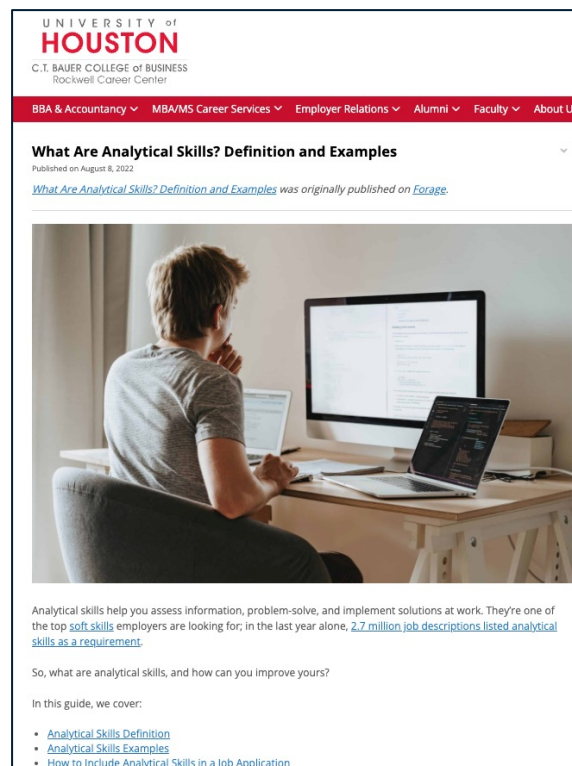 UNIVERSITY of
HOUSTON
C.T. BAUER COLLEGE of BUSINESS
Rockwell Career Center
BBA & Accountancy MBA/MS Career Services Employer Relations Alumni Faculty About U
What Are Analytical Skills? Definition and Examples
Published on August 8, 2022
What Are Analytical Skills? Definition and Examples was originally published on Forage.
Analytical skills help you assess information, problem-solve, and implement solutions at work. They're one of
the top soft skills employers are looking for; in the last year alone, 2.7 million job descriptions listed analytical
skills as a requirement.
So, what are analytical skills, and how can you improve yours?
In this guide, we cover:
Analytical Skills Definition
Analytical Skills Examples
How to Include Analytical Skills in a Job Application